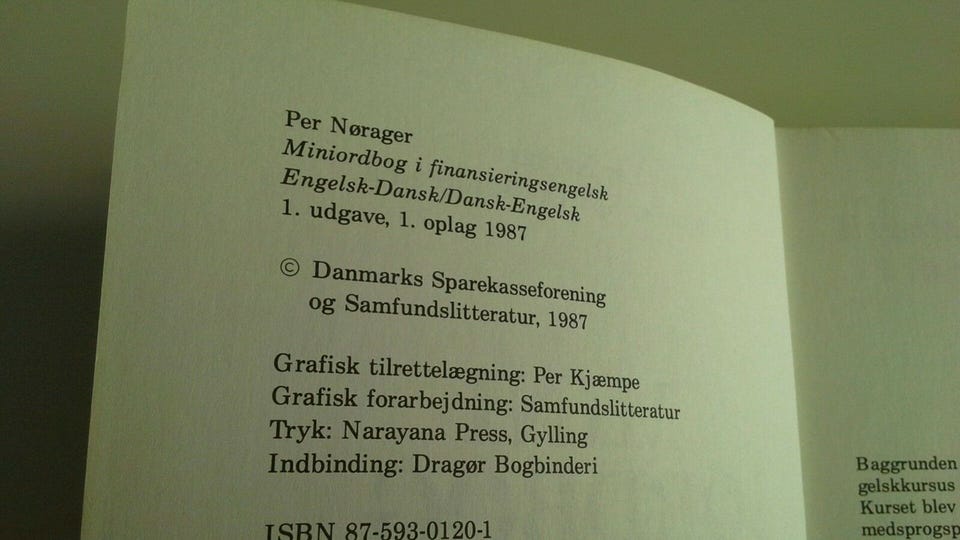 Per Nørager
Miniordbog i finansieringsengelsk
Engelsk-Dansk/Dansk-Engelsk
1. udgave, 1. oplag 1987
© Danmarks Sparekasseforening
og Samfundslitteratur, 1987
Grafisk tilrettelægning: Per Kjæmpe
Grafisk forarbejdning: Samfundslitteratur
Tryk: Narayana Press, Gylling
Indbinding: Dragør Bogbinderi
ISBN 87-593-0120-1
Baggrunden
gelskkursus
Kurset blev
medsprogsp